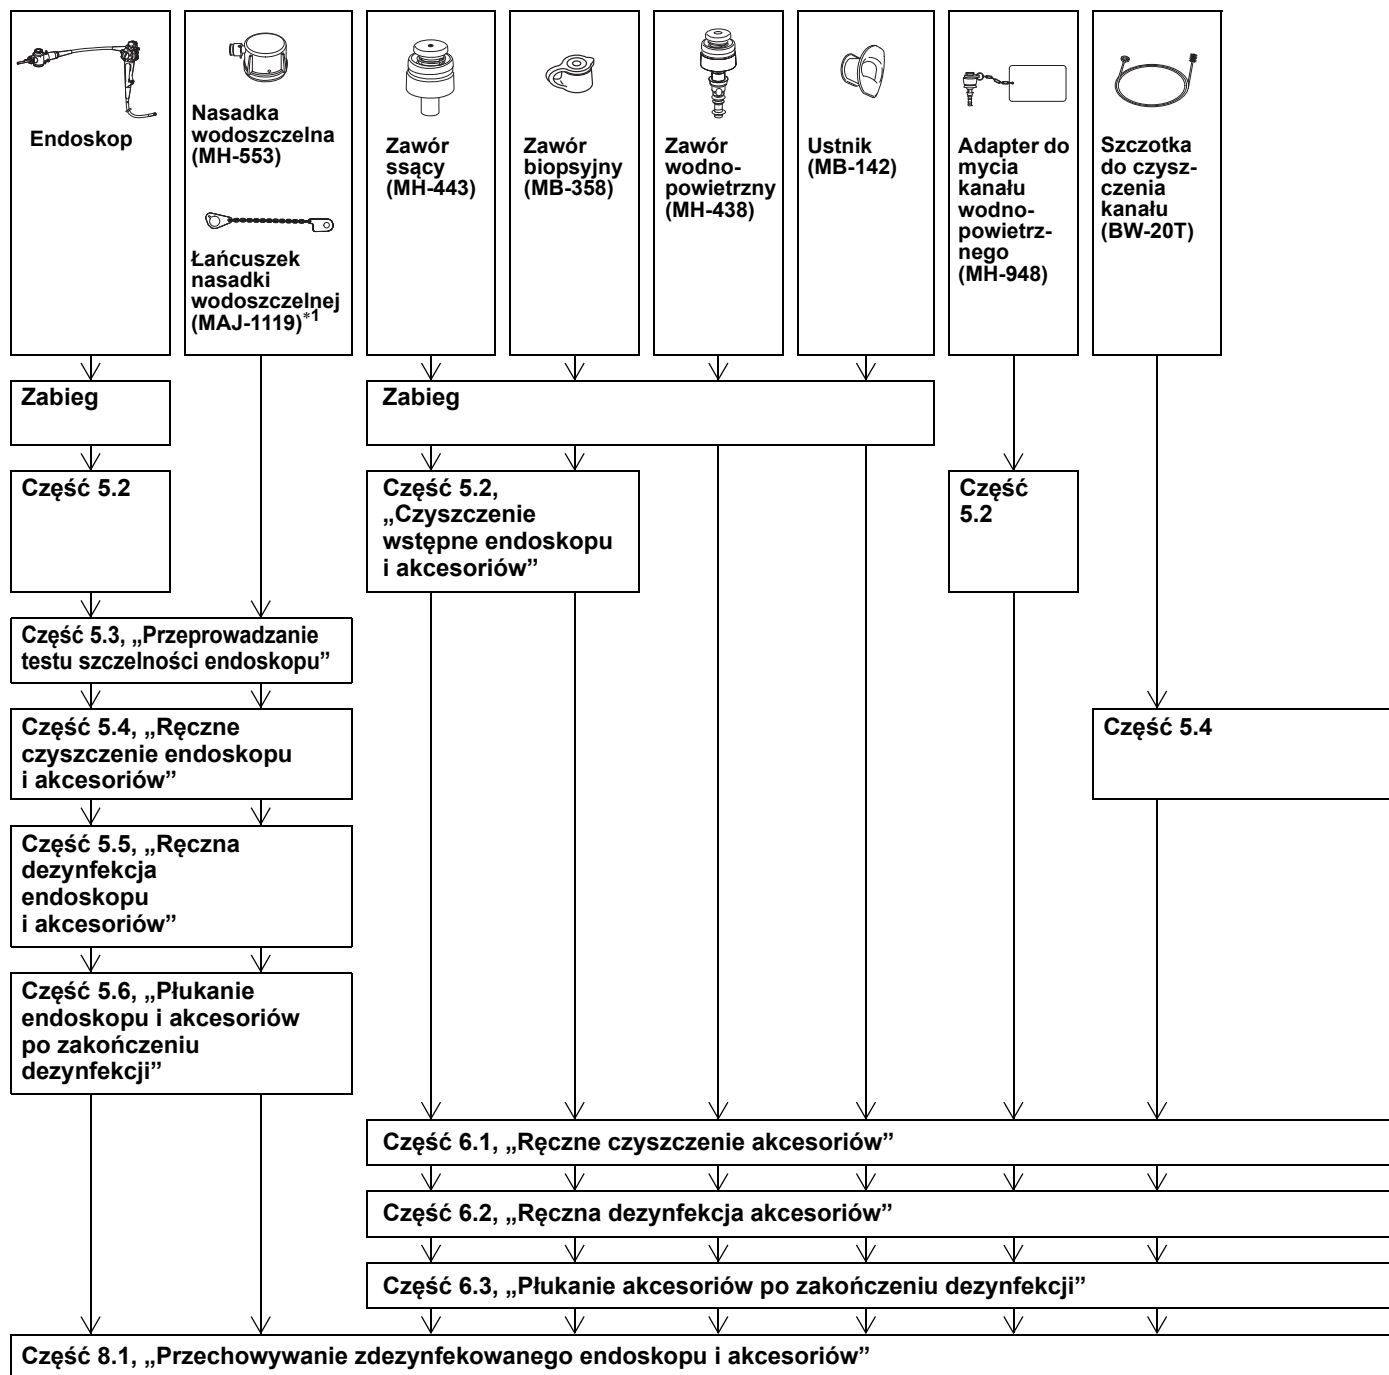 Endoskop
Nasadka
wodoszczelna
(MH-553)
Łańcuszek
nasadki
wodoszczelnej
(MAJ-1119)*1
Zawór
ssący
(MH-443)
Zawór
biopsyjny
(MB-358)
Zawór
wodno-
powietrzny
(MH-438)
Ustnik
(MB-142)
Adapter do
mycia
kanału
wodno-
powietrz-
nego
(MH-948)
Szczotka
do czysz-
czenia
kanału
(BW-20T)
Zabieg
Zabieg
Część 5.2
Część 5.2,
„Czyszczenie
wstępne endoskopu
i akcesoriów”
Część
5.2
Część 5.3, „Przeprowadzanie
testu szczelności endoskopu”
Część 5.4, „Ręczne
czyszczenie endoskopu
i akcesoriów”
Część 5.4
Część 5.5, „Ręczna
dezynfekcja
endoskopu
i akcesoriów”
Część 5.6, „Płukanie
endoskopu i akcesoriów
po zakończeniu
dezynfekcji”
Część 6.1, „Ręczne czyszczenie akcesoriów”
Część 6.2, „Ręczna dezynfekcja akcesoriów”
Część 6.3, „Płukanie akcesoriów po zakończeniu dezynfekcji”
Część 8.1, „Przechowywanie zdezynfekowanego endoskopu i akcesoriów”